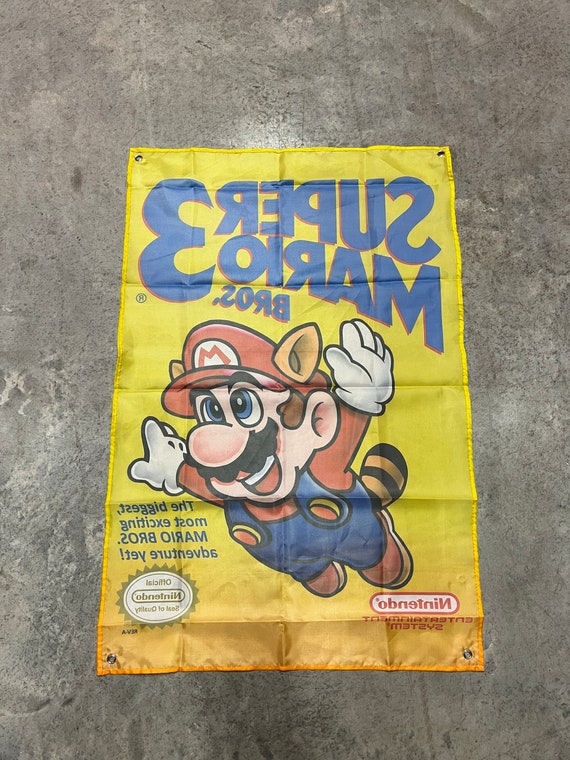 SUPER
MARIO 3
BROS.
®
M
The biggest,
most exciting
MARIO BROS.
adventure yet!
Official
Nintendo
Seal of Quality
REV-A
Nintendo®
ENTERTAINMENT
SYSTEM